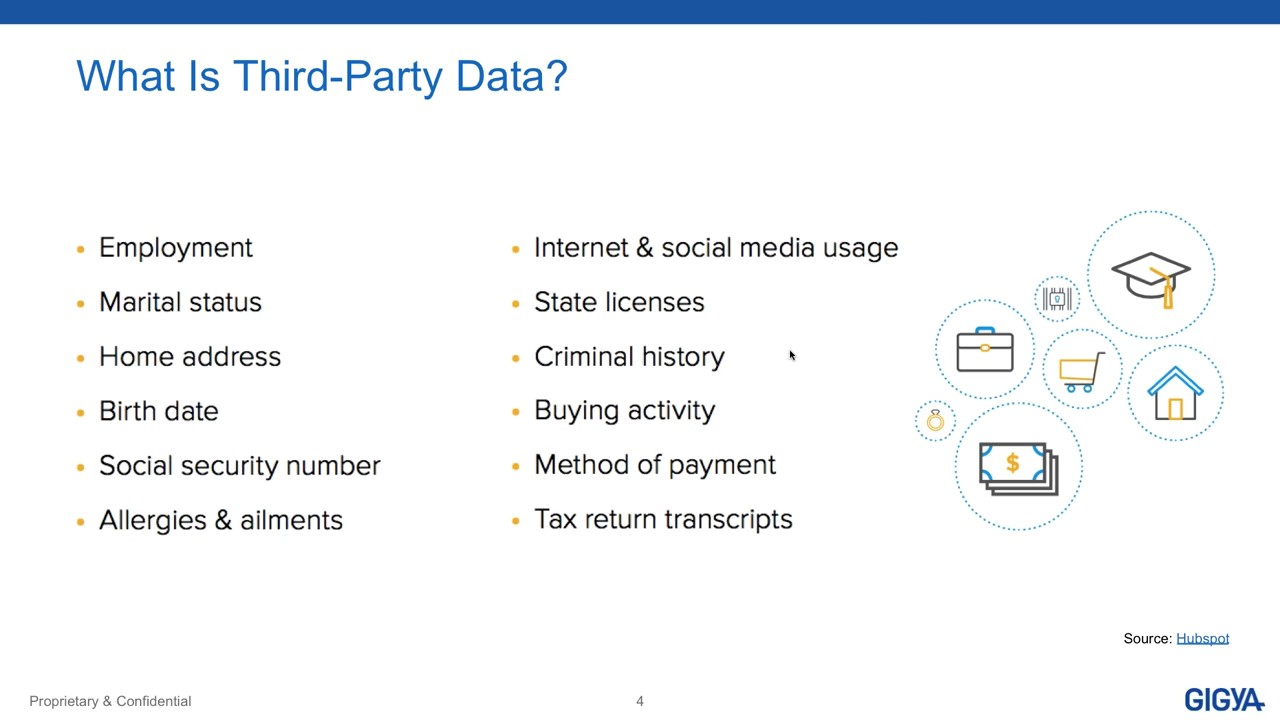 What Is Third-Party Data?
Employment
Marital status
Home address
Birth date
Social security number
Allergies & ailments
Internet & social media usage
State licenses
Criminal history
Buying activity
Method of payment
Tax return transcripts
$
Source: Hubspot
Proprietary & Confidential
4
GIGYA